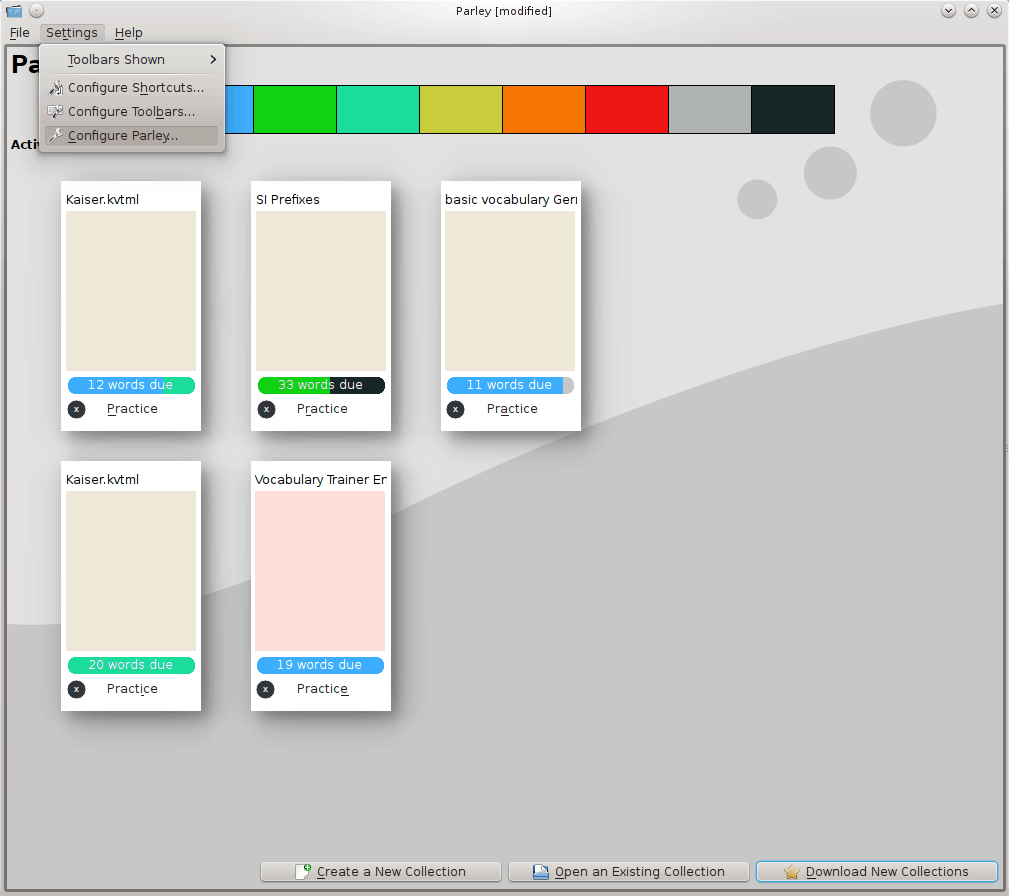 Parley [modified]
File Settings Help
Toolbars Shown
Configure Shortcuts...
Configure Toolbars...
Configure Parley...
Pa
Activ
Kaiser.kvtml
12 words due
x Practice
SI Prefixes
33 words due
x Practice
basic vocabulary Ger
11 words due
x Practice
Kaiser.kvtml
20 words due
x Practice
Vocabulary Trainer En
19 words due
x Practice
Create a New Collection
Open an Existing Collection
Download New Collections